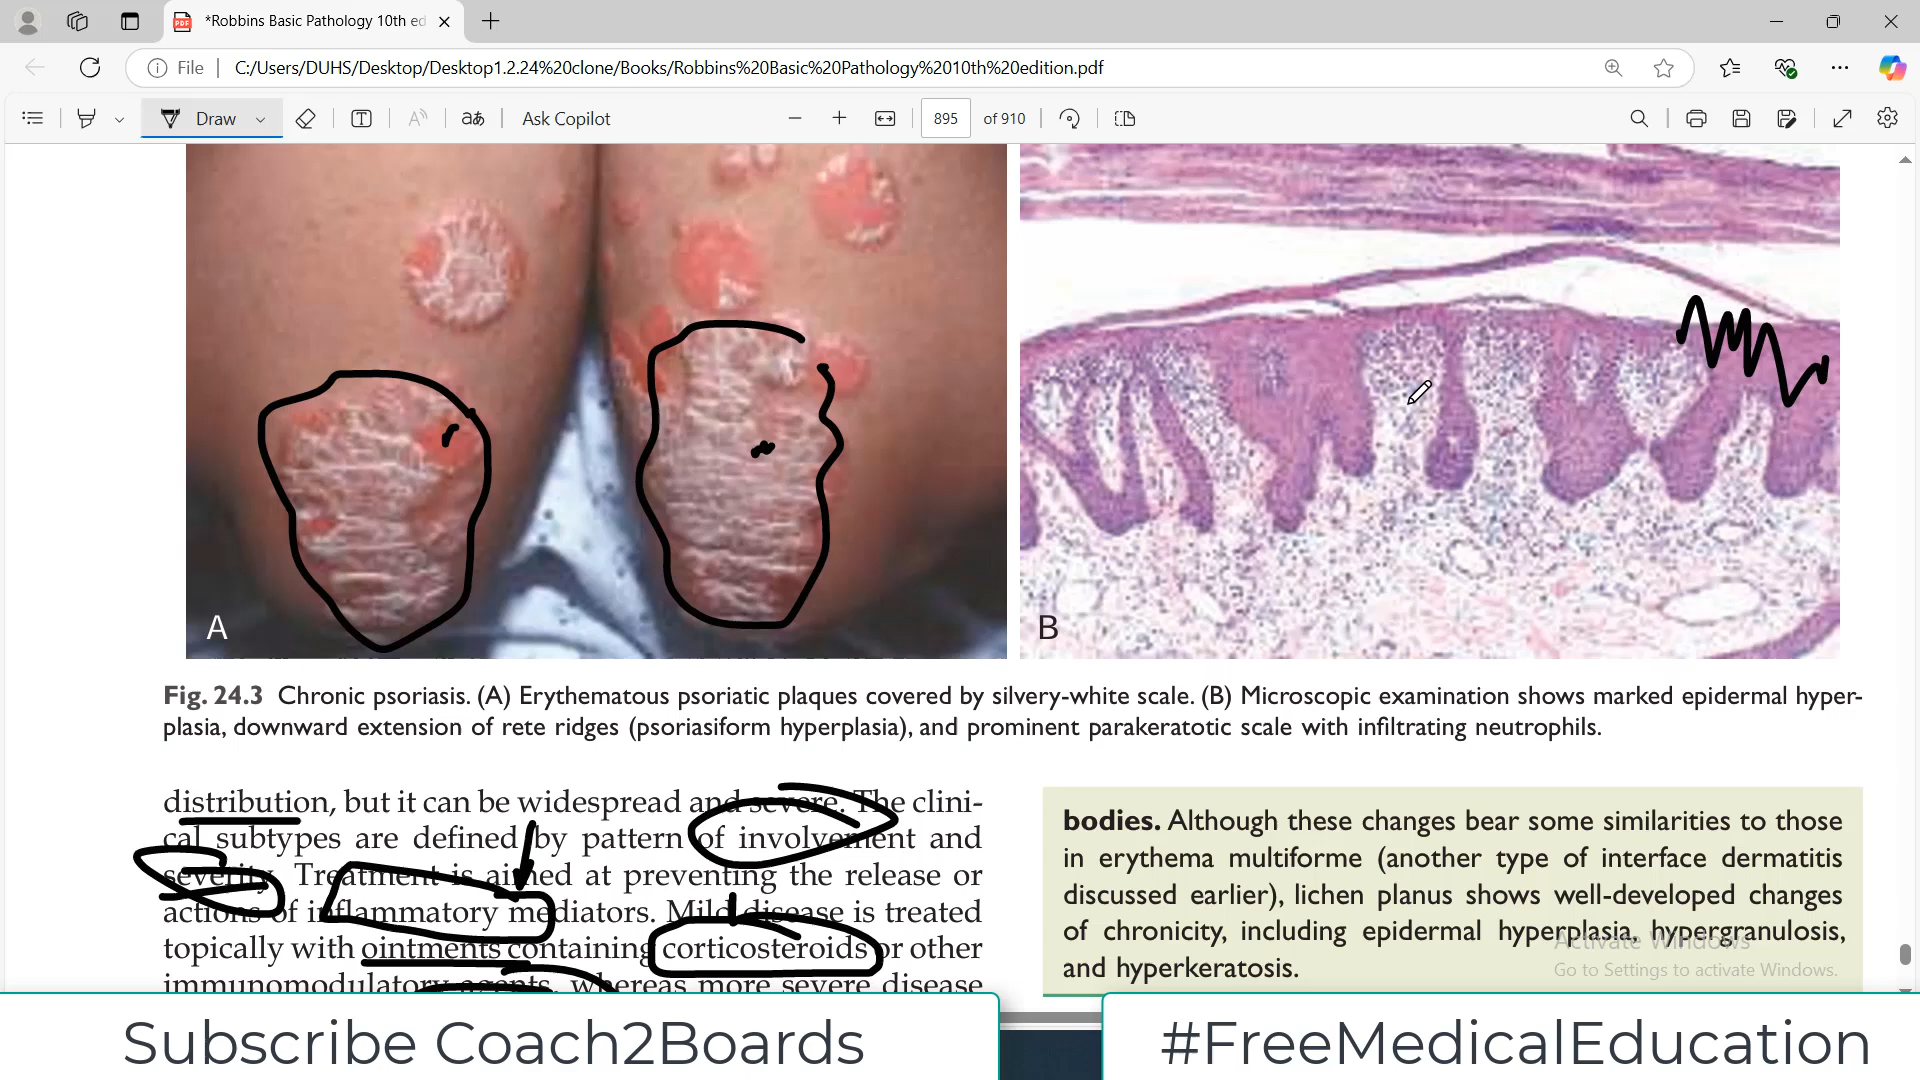 *Robbins Basic Pathology 10th ed
File
C:/Users/DUHS/Desktop/Desktop1.2.24%20clone/Books/Robbins%20Basic%20Pathology%2010th%20edition.pdf
Draw
Ask Copilot
895 of 910
A
B
Fig. 24.3 Chronic psoriasis. (A) Erythematous psoriatic plaques covered by silvery-white scale. (B) Microscopic examination shows marked epidermal hyper-
plasia, downward extension of rete ridges (psoriasiform hyperplasia), and prominent parakeratotic scale with infiltrating neutrophils.
distribution, but it can be widespread and severe. The clini-
cal subtypes are defined by pattern of involvement and
severity. Treatment is aimed at preventing the release or
actions of inflammatory mediators. Mild disease is treated
topically with ointments containing corticosteroids or other
immunomodulatory agents, whereas more severe disease
bodies. Although these changes bear some similarities to those
in erythema multiforme (another type of interface dermatitis
discussed earlier), lichen planus shows well-developed changes
of chronicity, including epidermal hyperplasia, hypergranulosis,
and hyperkeratosis.
Activate Windows
Go to Settings to activate Windows.
Subscribe Coach2Boards
#FreeMedicalEducation